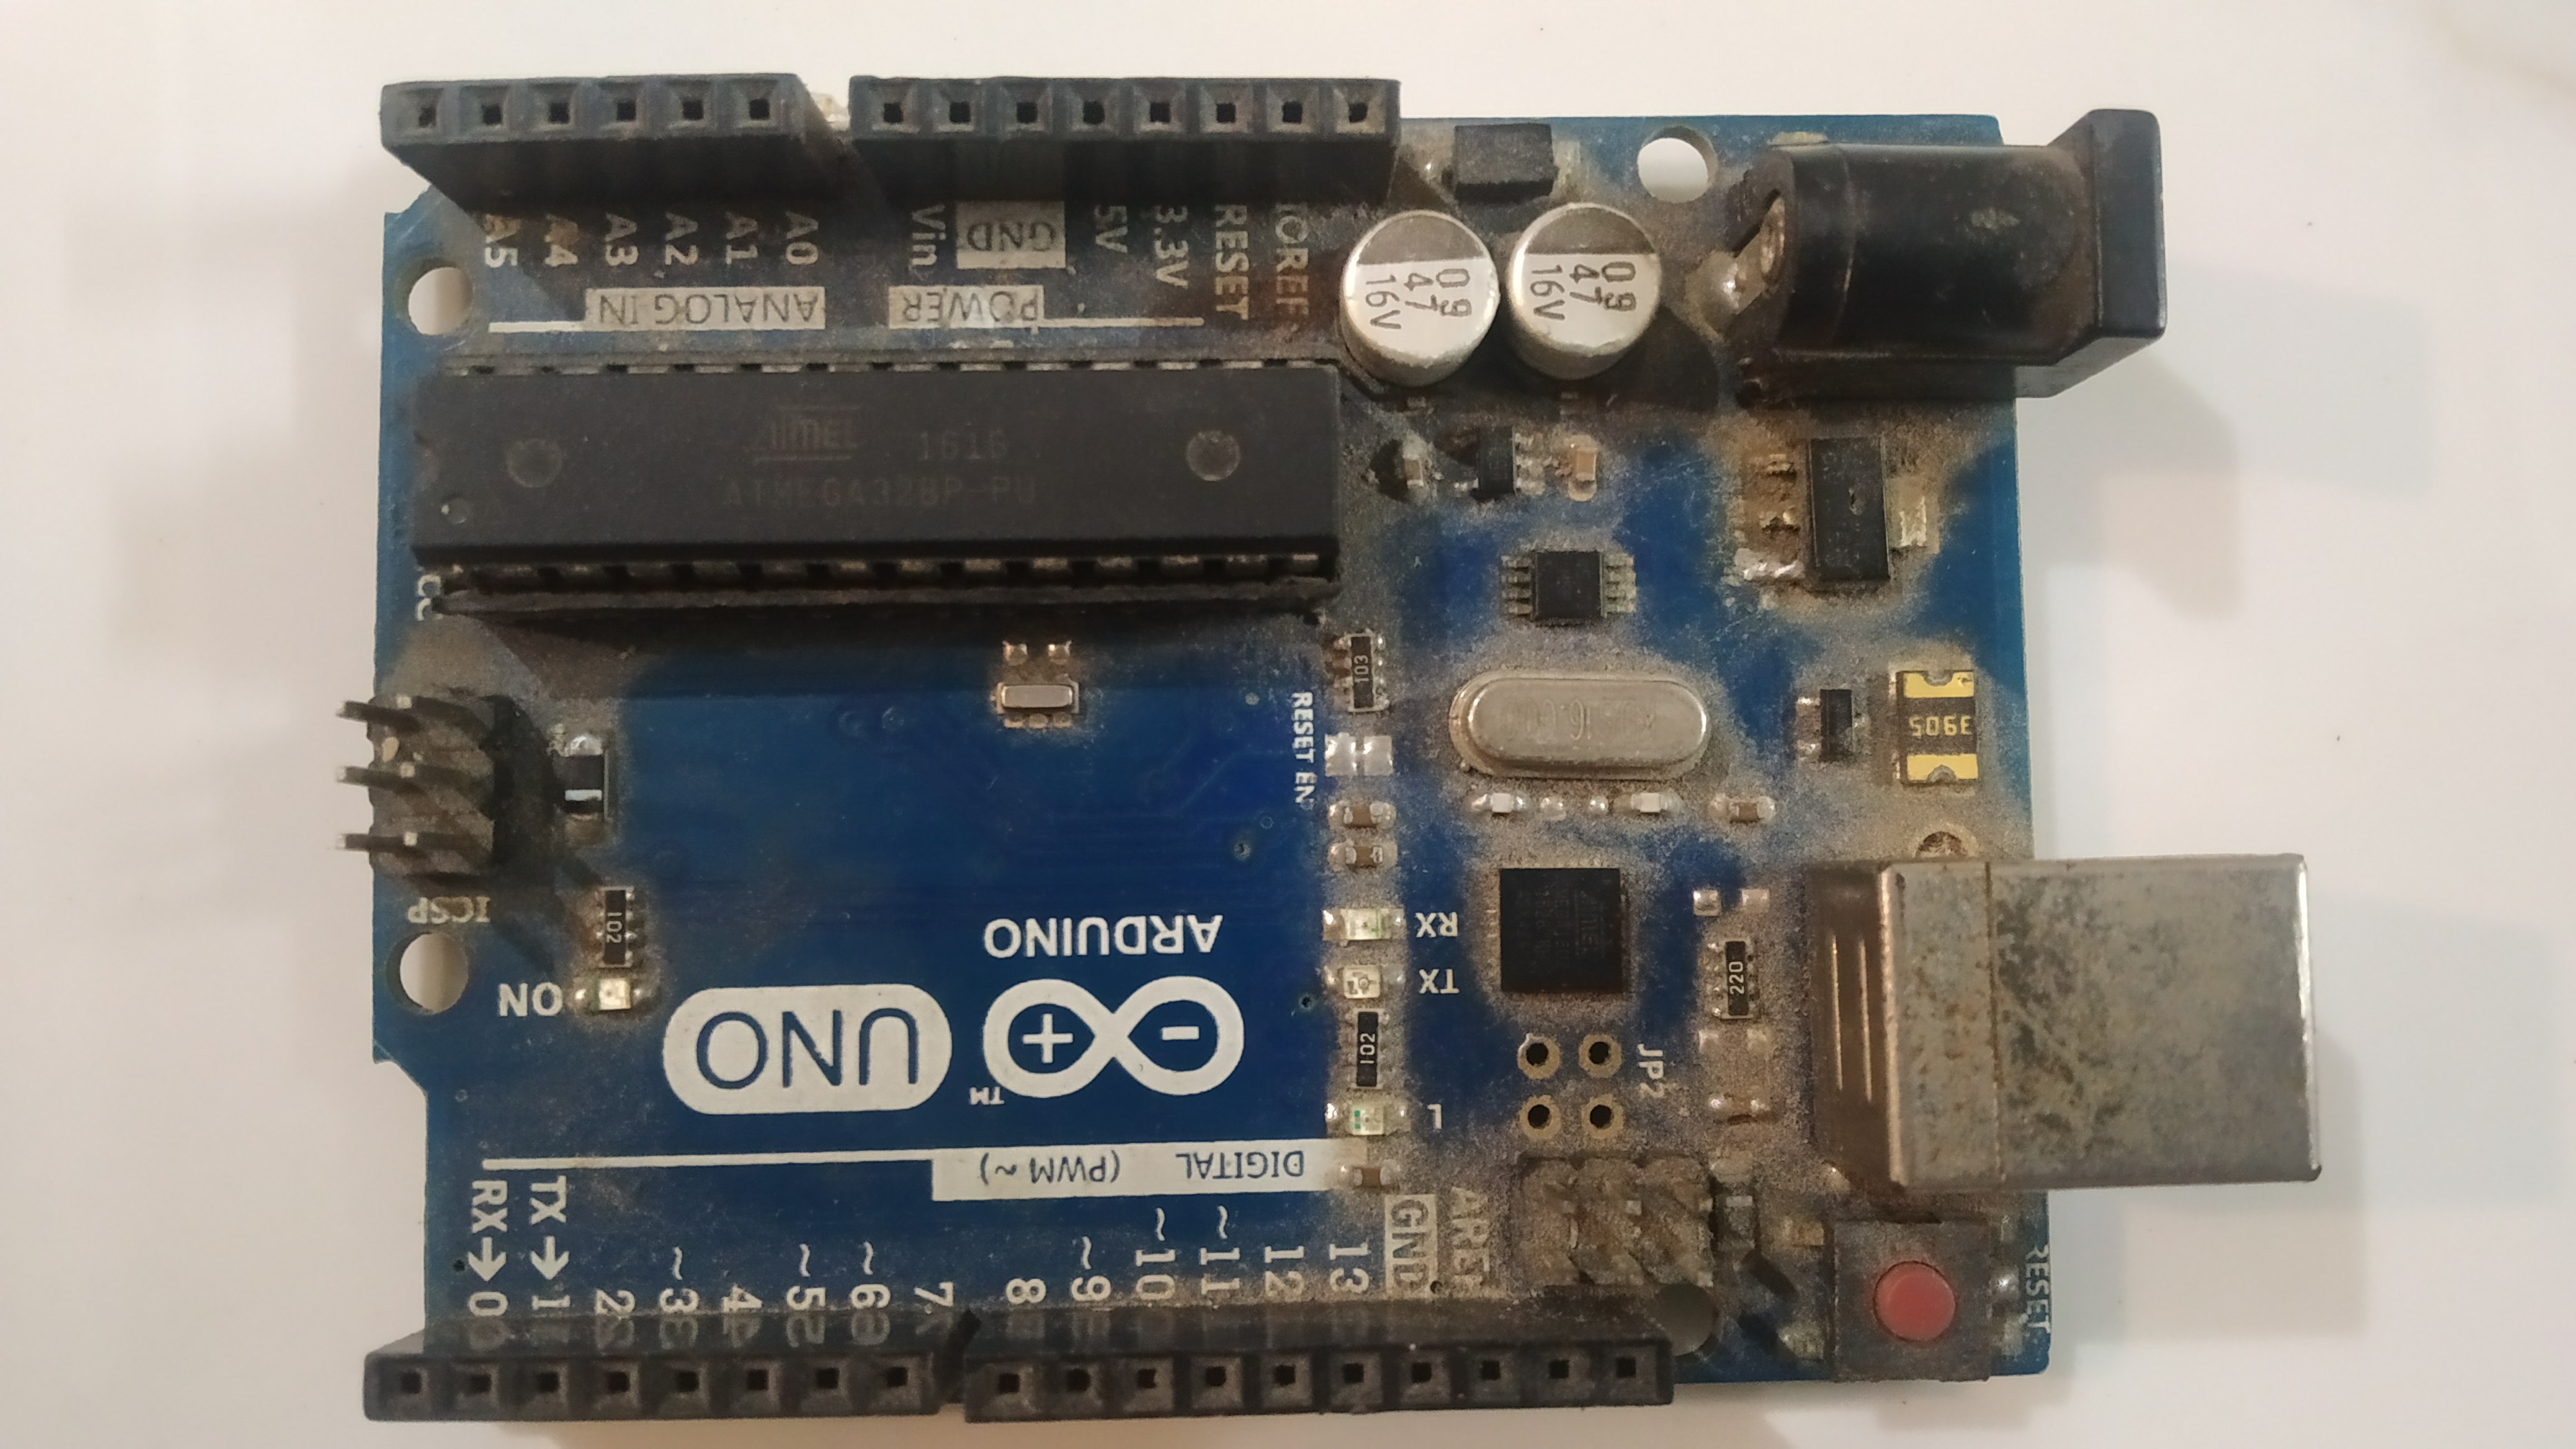 A5
A4
A3
A2
A1
A0
Vin
GND
5V
3.3V
RESET
IOREF
ANALOG IN
POWER
09
47
16V
09
47
16V
ATMEL
1616
ATMEGA328P-PU
103
RESET EN
3905
ICSP
102
ON
ARDUINO
UNO
TM
RX
TX
102
L
220
JP2
DIGITAL (PWM ~)
RX→0
TX→1
2
~3
4
~5
~6
7
8
~9
~10
~11
12
13
GND
AREF
RESET